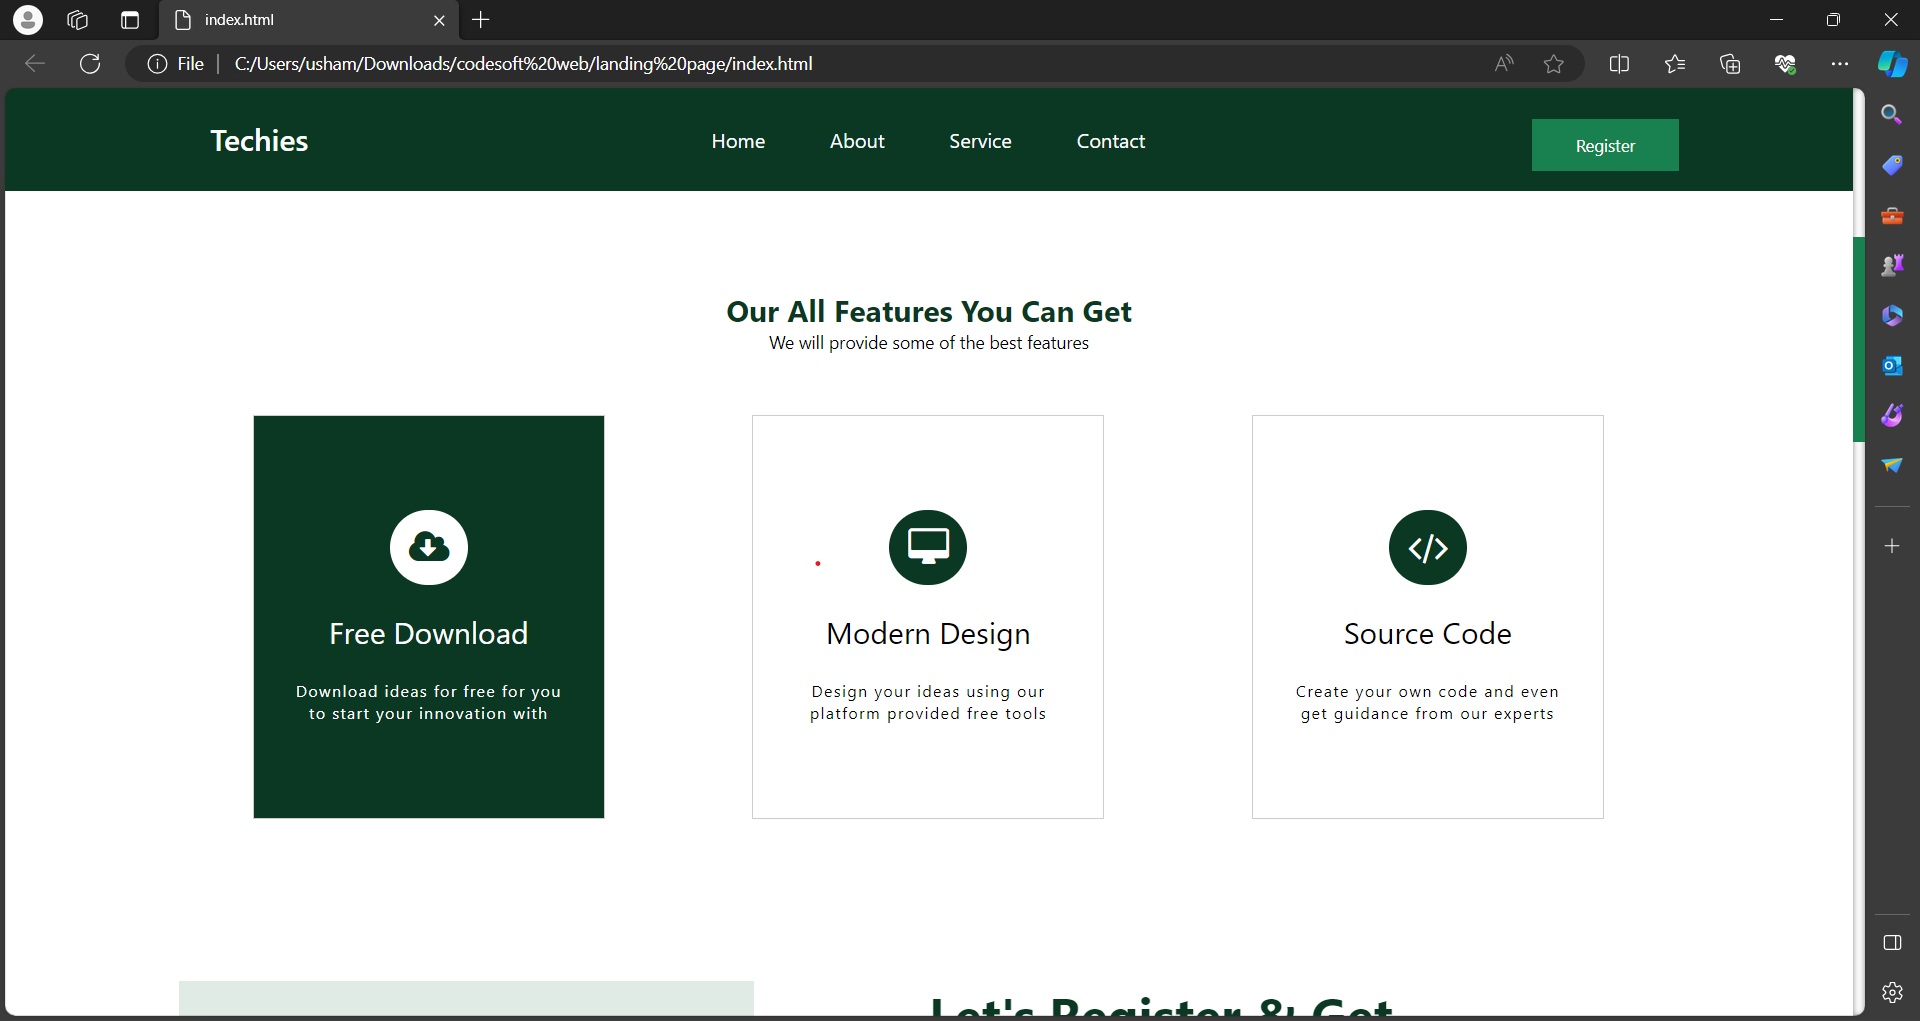 index.html
File
C:/Users/usham/Downloads/codesoft%20web/landing%20page/index.html
Techies
Home
About
Service
Contact
Register
Our All Features You Can Get
We will provide some of the best features
Free Download
Download ideas for free for you
to start your innovation with
Modern Design
Design your ideas using our
platform provided free tools
Source Code
Create your own code and even
get guidance from our experts
Let's Register & Get